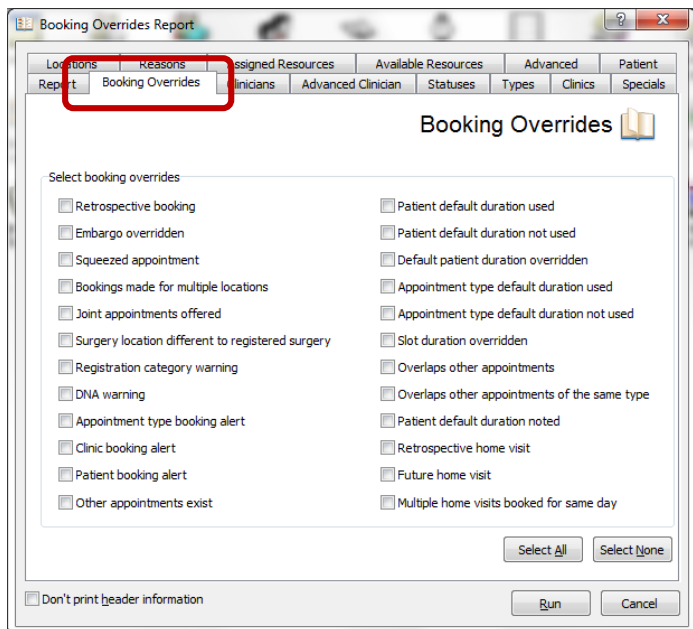 Booking Overrides Report
Locations Reasons Assigned Resources Available Resources Advanced Patient
Report Booking Overrides Clinicians Advanced Clinician Statuses Types Clinics Specials
Booking Overrides
Select booking overrides
Retrospective booking Patient default duration used
Embargo overridden Patient default duration not used
Squeezed appointment Default patient duration overridden
Bookings made for multiple locations Appointment type default duration used
Joint appointments offered Appointment type default duration not used
Surgery location different to registered surgery Slot duration overridden
Registration category warning Overlaps other appointments
DNA warning Overlaps other appointments of the same type
Appointment type booking alert Patient default duration noted
Clinic booking alert Retrospective home visit
Patient booking alert Future home visit
Other appointments exist Multiple home visits booked for same day
Select All Select None
Don't print header information Run Cancel